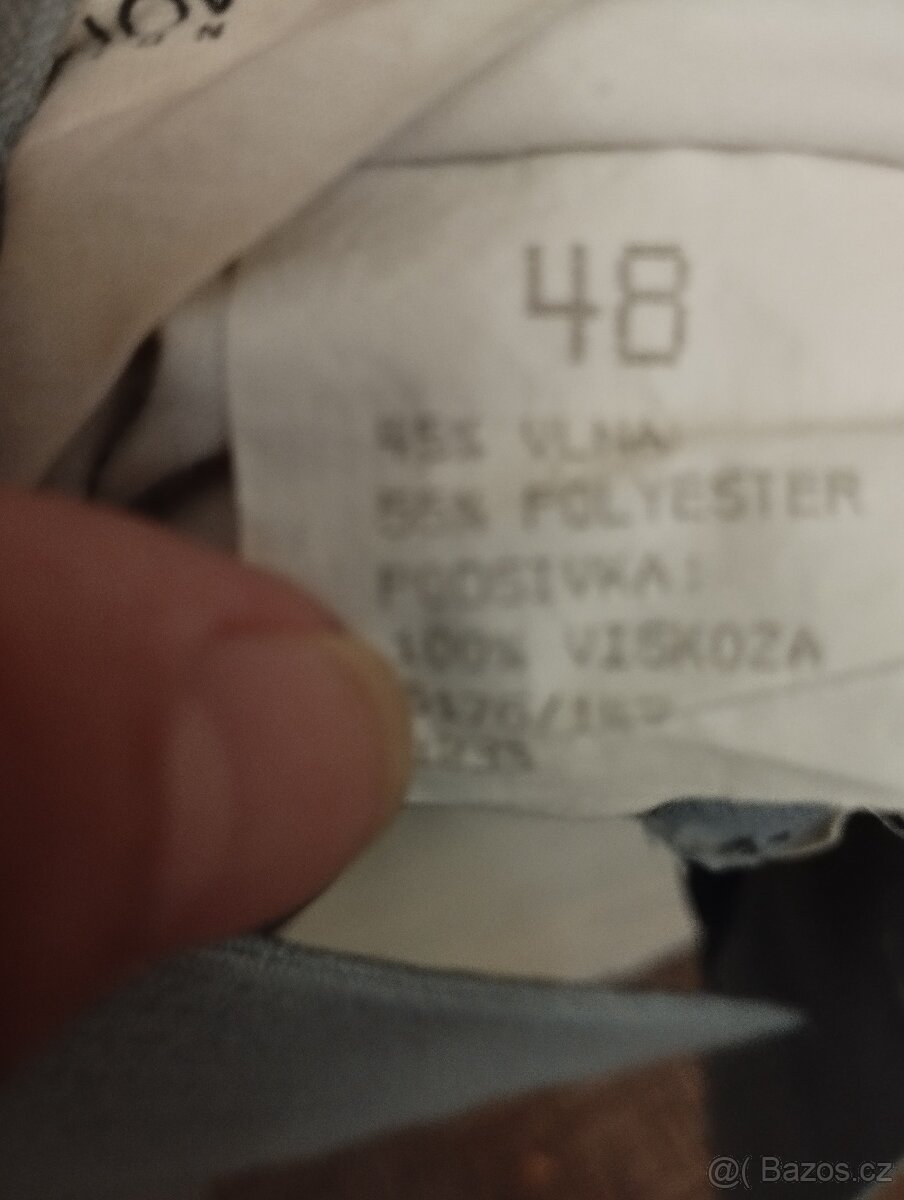 48
45% VLNA
55% POLYESTER
PODSIVKA:
100% VISKOZA
@( Bazos.cz